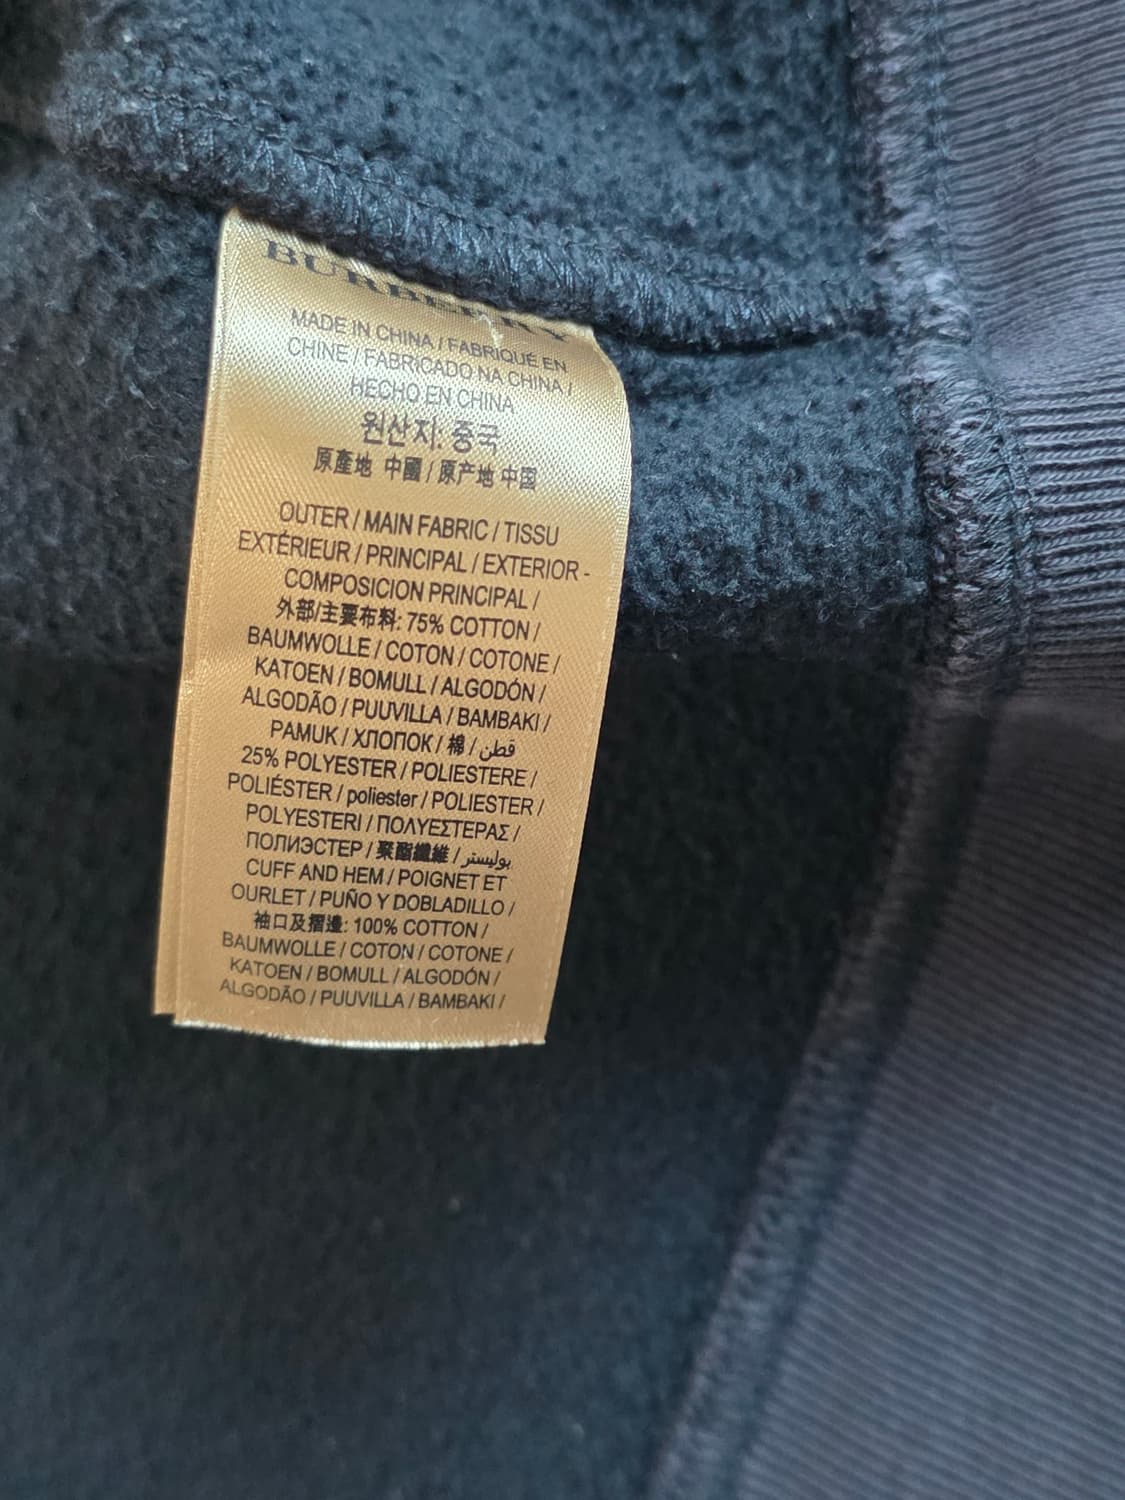 BURBERRY
MADE IN CHINA / FABRIQUÉ EN
CHINE / FABRICADO NA CHINA /
HECHO EN CHINA
원산지: 중국
原產地 中國 / 原产地 中国
OUTER / MAIN FABRIC / TISSU
EXTÉRIEUR / PRINCIPAL / EXTERIOR -
COMPOSICION PRINCIPAL /
外部/主要布料: 75% COTTON /
BAUMWOLLE / COTON / COTONE /
KATOEN / BOMULL / ALGODÓN /
ALGODÃO / PUUVILLA / BAMBAKI /
PAMUK / ХЛОПОК / 棉 / قطن
25% POLYESTER / POLIESTERE /
POLIÉSTER / poliester / POLIESTER /
POLYESTERI / ΠΟΛΥΕΣΤΕΡΑΣ /
ПОЛИЭСТЕР / 聚酯纖維 / بوليستر
CUFF AND HEM / POIGNET ET
OURLET / PUÑO Y DOBLADILLO /
袖口及摺邊: 100% COTTON /
BAUMWOLLE / COTON / COTONE /
KATOEN / BOMULL / ALGODÓN /
ALGODÃO / PUUVILLA / BAMBAKI /